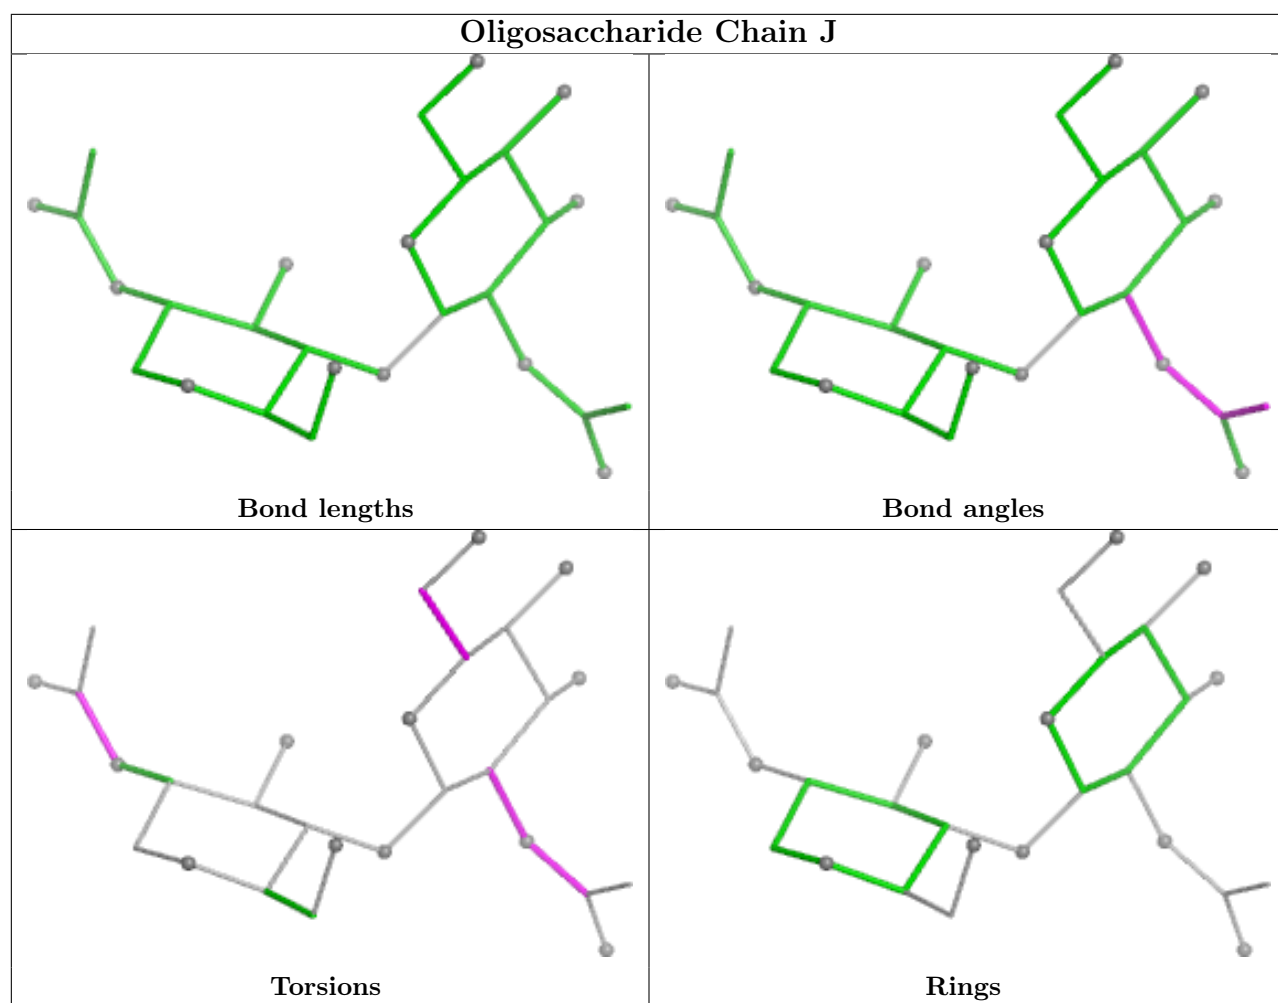 Oligosaccharide Chain J
Bond lengths
Bond angles
Torsions
Rings